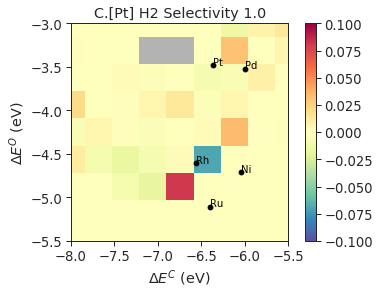 C.[Pt] H2 Selectivity 1.0
-3.0
-3.5
-4.0
-4.5
-5.0
-5.5
ΔE^O (eV)
Pt
Pd
Rh
Ni
Ru
-8.0 -7.5 -7.0 -6.5 -6.0 -5.5
ΔE^C (eV)
0.100
0.075
0.050
0.025
0.000
-0.025
-0.050
-0.075
-0.100